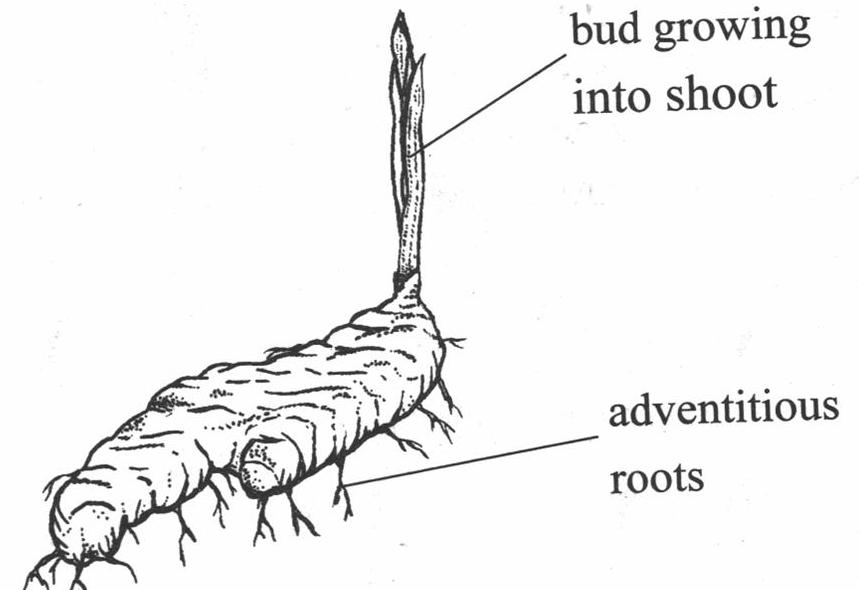 bud growing
into shoot
adventitious
roots